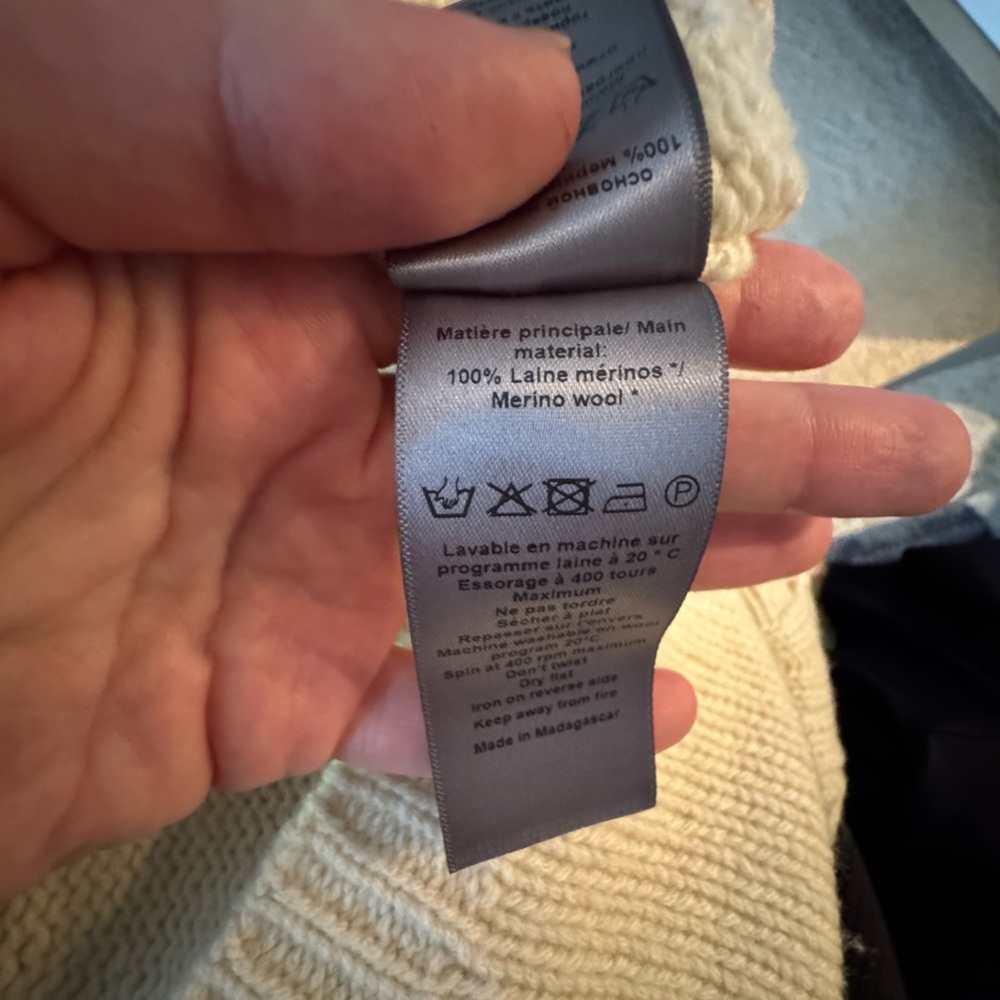 100%
ОСНОВНОЙ
Matière principale/ Main
material:
100% Laine mérinos */
Merino wool *
P
Lavable en machine sur
programme laine à 20 ° C
Essorage à 400 tours
Maximum
Ne pas tordre
Sécher à plat
Repasser sur l'envers
Machine washable on wool
program 20°C
Spin at 400 rpm maximum
Don't twist
Dry flat
Iron on reverse side
Keep away from fire
Made in Madagascar